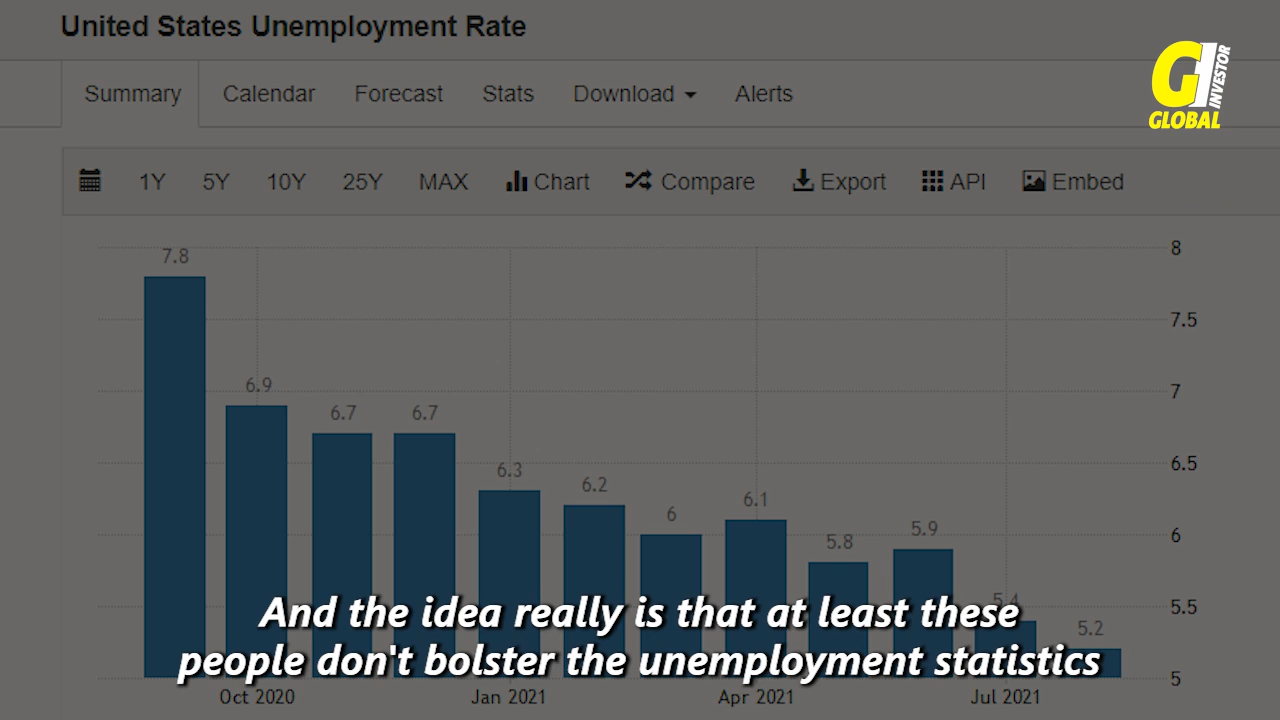 United States Unemployment Rate
Summary Calendar Forecast Stats Download Alerts
GI INVESTOR
GLOBAL
1Y 5Y 10Y 25Y MAX Chart Compare Export API Embed
7.8
6.9
6.7
6.7
6.3
6.2
6
6.1
5.8
5.9
5.4
5.2
8
7.5
7
6.5
6
5.5
5
And the idea really is that at least these
people don't bolster the unemployment statistics
Oct 2020 Jan 2021 Apr 2021 Jul 2021